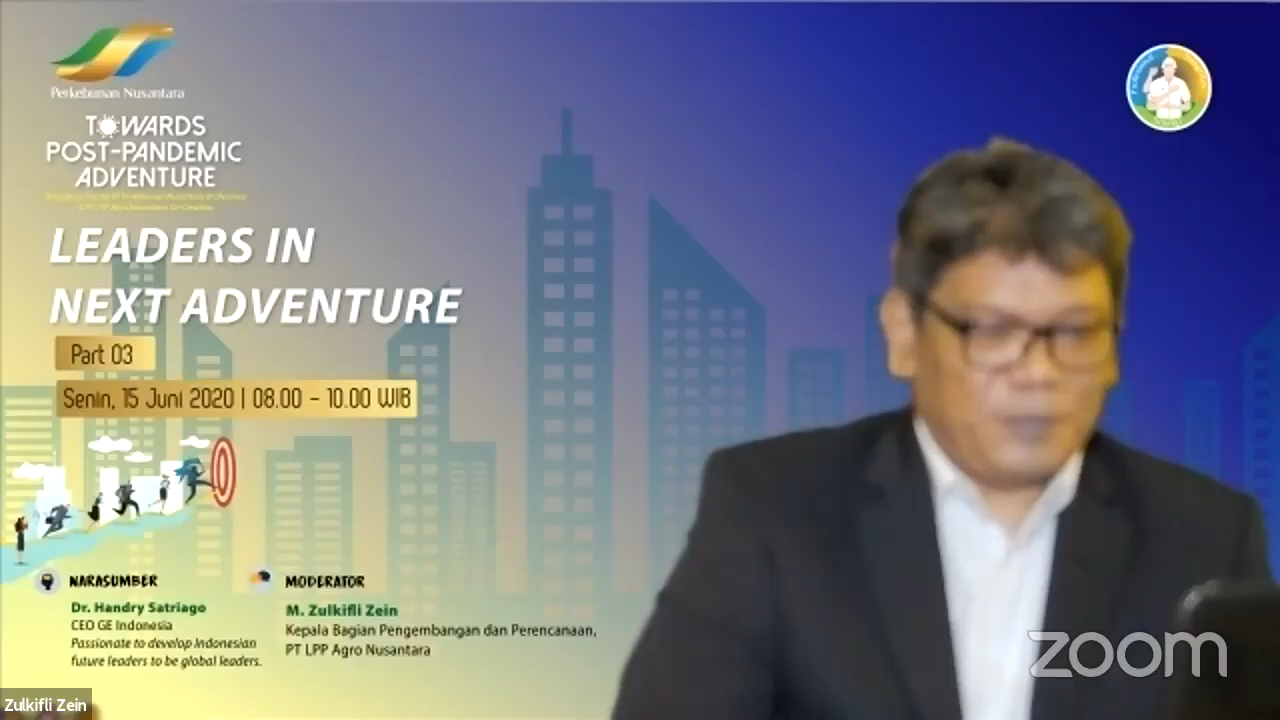 Perkebunan Nusantara
TOWARDS
POST-PANDEMIC
ADVENTURE
LEADERS IN
NEXT ADVENTURE
Part 03
Senin, 15 Juni 2020 | 08.00 - 10.00 WIB
NARASUMBER
Dr. Handry Satriago
CEO GE Indonesia
Passionate to develop Indonesian
future leaders to be global leaders.
MODERATOR
M. Zulkifli Zein
Kepala Bagian Pengembangan dan Perencanaan,
PT LPP Agro Nusantara
zoom
Zulkifli Zein